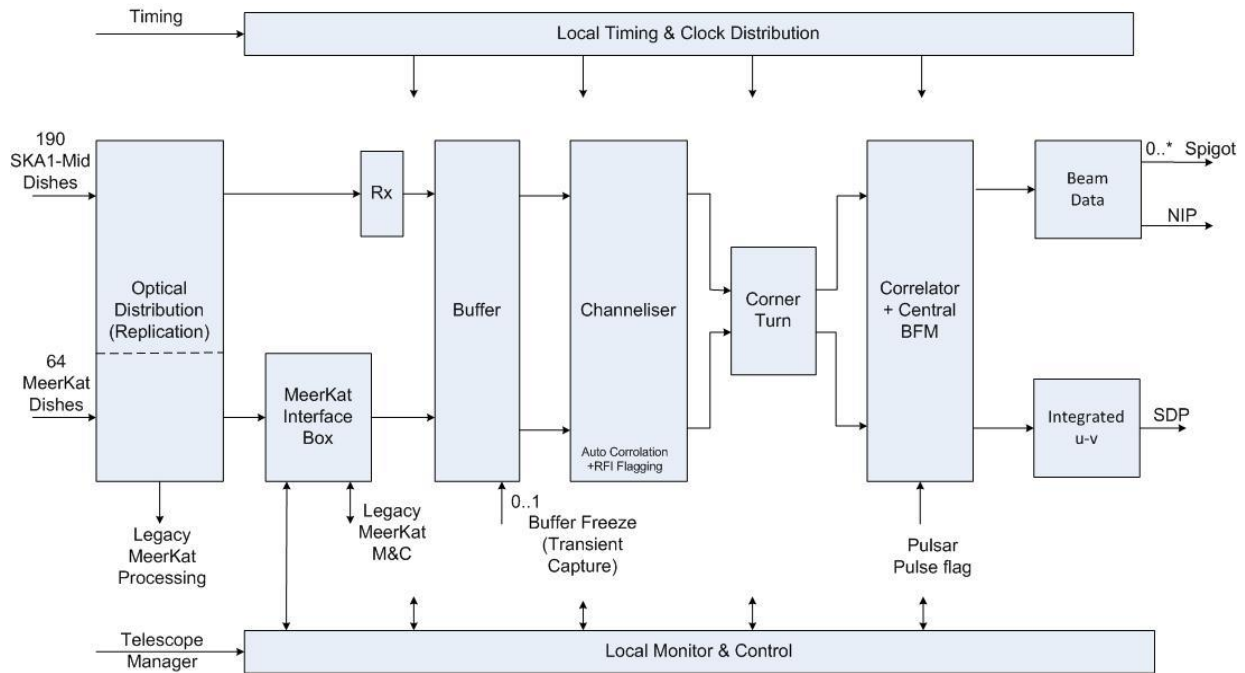 Timing
Local Timing & Clock Distribution
190
SKA1-Mid
Dishes
Rx
0..* Spigot
Beam
Data
NIP
Optical
Distribution
(Replication)
Buffer
Channeliser
Corner
Turn
Correlator
+ Central
BFM
64
MeerKat
Dishes
MeerKat
Interface
Box
Auto Corrolation
+RFI Flagging
Integrated
u-v
SDP
Legacy
MeerKat
Processing
Legacy
MeerKat
M&C
0..1
Buffer Freeze
(Transient
Capture)
Pulsar
Pulse flag
Telescope
Manager
Local Monitor & Control